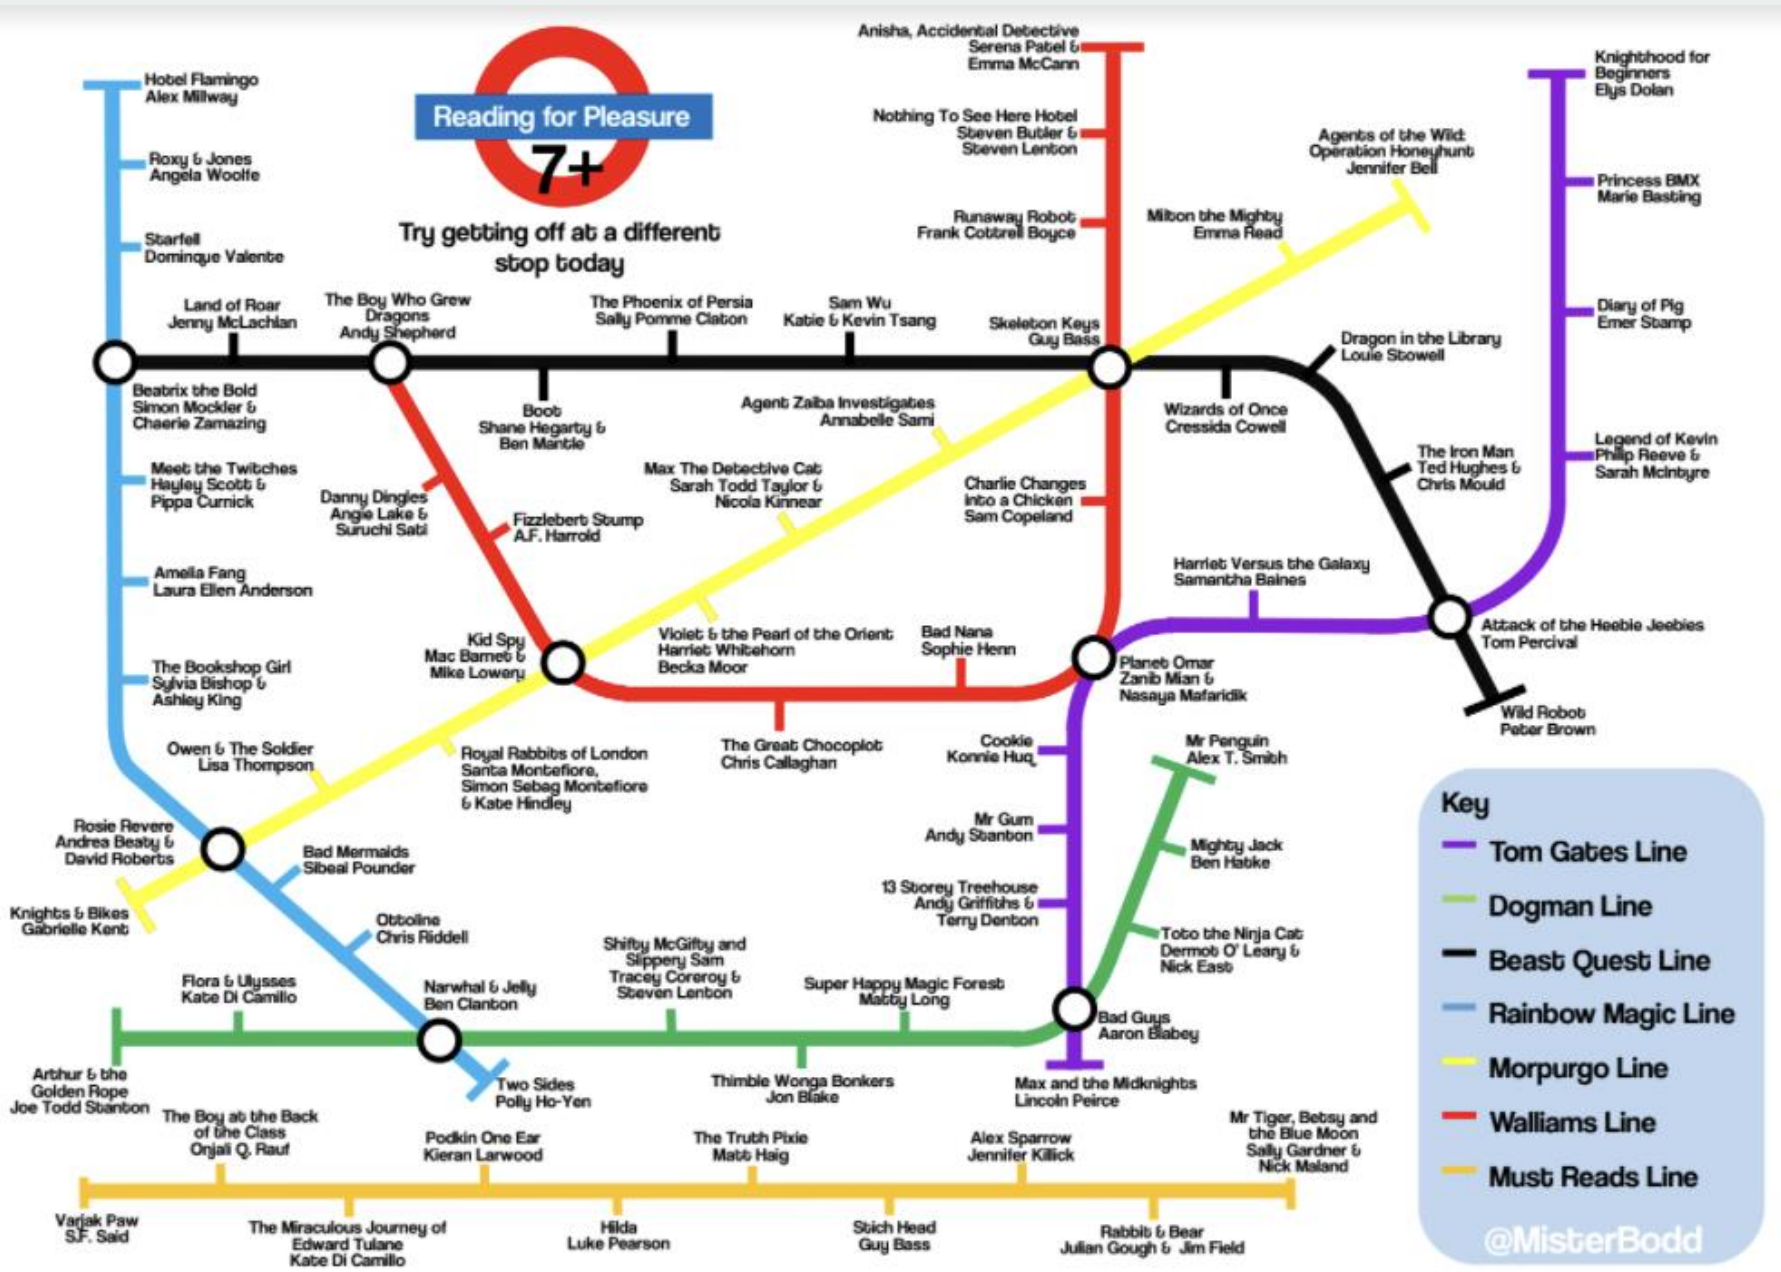 Reading for Pleasure
7+
Try getting off at a different
stop today
Hotel Flamingo
Alex Millway
Roxy & Jones
Angela Woolfe
Starfell
Dominque Valente
Land of Roar
Jenny McLachlan
The Boy Who Grew
Dragons
Andy Shepherd
The Phoenix of Persia
Sally Pomme Claton
Sam Wu
Katie & Kevin Tsang
Anisha, Accidental Detective
Serena Patel &
Emma McCann
Nothing To See Here Hotel
Steven Butler &
Steven Lenton
Runaway Robot
Frank Cottrell Boyce
Skeleton Keys
Guy Bass
Milton the Mighty
Emma Read
Agents of the Wild:
Operation Honeyhunt
Jennifer Bell
Knighthood for
Beginners
Elys Dolan
Princess BMX
Marie Basting
Diary of Pig
Emer Stamp
Legend of Kevin
Philip Reeve &
Sarah McIntyre
Dragon in the Library
Louie Stowell
Wizards of Once
Cressida Cowell
The Iron Man
Ted Hughes &
Chris Mould
Beatrix the Bold
Simon Mockler &
Chaerie Zamazing
Boot
Shane Hegarty &
Ben Mantle
Agent Zaiba Investigates
Annabelle Sami
Max The Detective Cat
Sarah Todd Taylor &
Nicola Kinnear
Charlie Changes
into a Chicken
Sam Copeland
Meet the Twitches
Hayley Scott &
Pippa Curnick
Danny Dingles
Angie Lake &
Suruchi Sati
Fizzlebert Stump
A.F. Harrold
Amelia Fang
Laura Ellen Anderson
Harriet Versus the Galaxy
Samantha Baines
Attack of the Heebie Jeebies
Tom Percival
Kid Spy
Mac Barnet &
Mike Lowery
Violet & the Pearl of the Orient
Harriet Whitehorn
Becka Moor
Bad Nana
Sophie Henn
Planet Omar
Zanib Mian &
Nasaya Mafaridik
The Bookshop Girl
Sylvia Bishop &
Ashley King
Wild Robot
Peter Brown
Owen & The Soldier
Lisa Thompson
Royal Rabbits of London
Santa Montefiore,
Simon Sebag Montefiore
& Kate Hindley
The Great Chocoplot
Chris Callaghan
Cookie
Konnie Huq
Mr Penguin
Alex T. Smith
Mr Gum
Andy Stanton
Mighty Jack
Ben Hatke
Rosie Revere
Andrea Beaty &
David Roberts
Bad Mermaids
Sibeal Pounder
13 Storey Treehouse
Andy Griffiths &
Terry Denton
Knights & Bikes
Gabrielle Kent
Ottoline
Chris Riddell
Toto the Ninja Cat
Dermot O' Leary &
Nick East
Flora & Ulysses
Kate Di Camillo
Narwhal & Jelly
Ben Clanton
Shifty McGifty and
Slippery Sam
Tracey Coreroy &
Steven Lenton
Super Happy Magic Forest
Matty Long
Bad Guys
Aaron Blabey
Arthur & the
Golden Rope
Joe Todd Stanton
Two Sides
Polly Ho-Yen
Thimble Wonga Bonkers
Jon Blake
Max and the Midknights
Lincoln Peirce
The Boy at the Back
of the Class
Onjali Q. Rauf
Podkin One Ear
Kieran Larwood
The Truth Pixie
Matt Haig
Alex Sparrow
Jennifer Killick
Mr Tiger, Betsy and
the Blue Moon
Sally Gardner &
Nick Maland
Varjak Paw
S.F. Said
The Miraculous Journey of
Edward Tulane
Kate Di Camillo
Hilda
Luke Pearson
Stich Head
Guy Bass
Rabbit & Bear
Julian Gough & Jim Field
Key
Tom Gates Line
Dogman Line
Beast Quest Line
Rainbow Magic Line
Morpurgo Line
Walliams Line
Must Reads Line
@MisterBodd